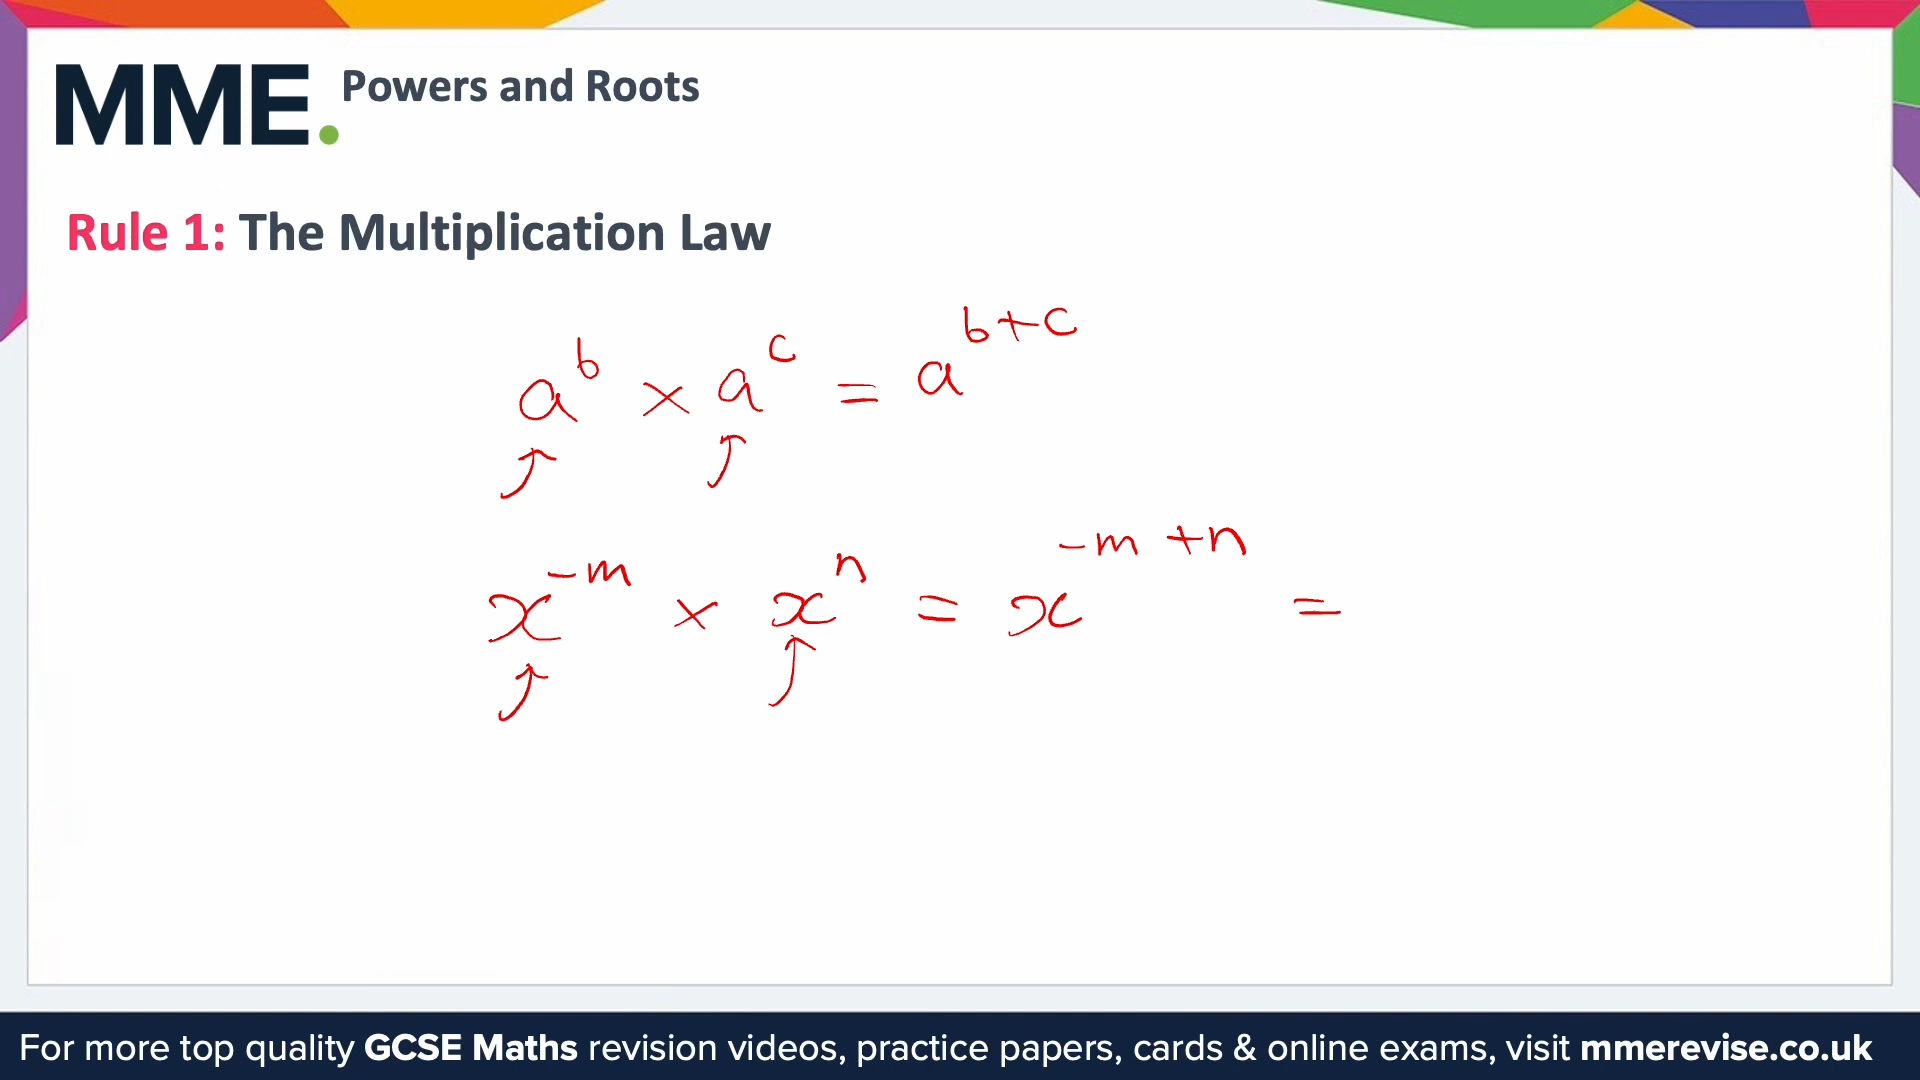 MME. Powers and Roots
Rule 1: The Multiplication Law
a^b × a^c = a^{b+c}
x^{-m} × x^n = x^{-m+n} =
For more top quality GCSE Maths revision videos, practice papers, cards & online exams, visit mmerevise.co.uk